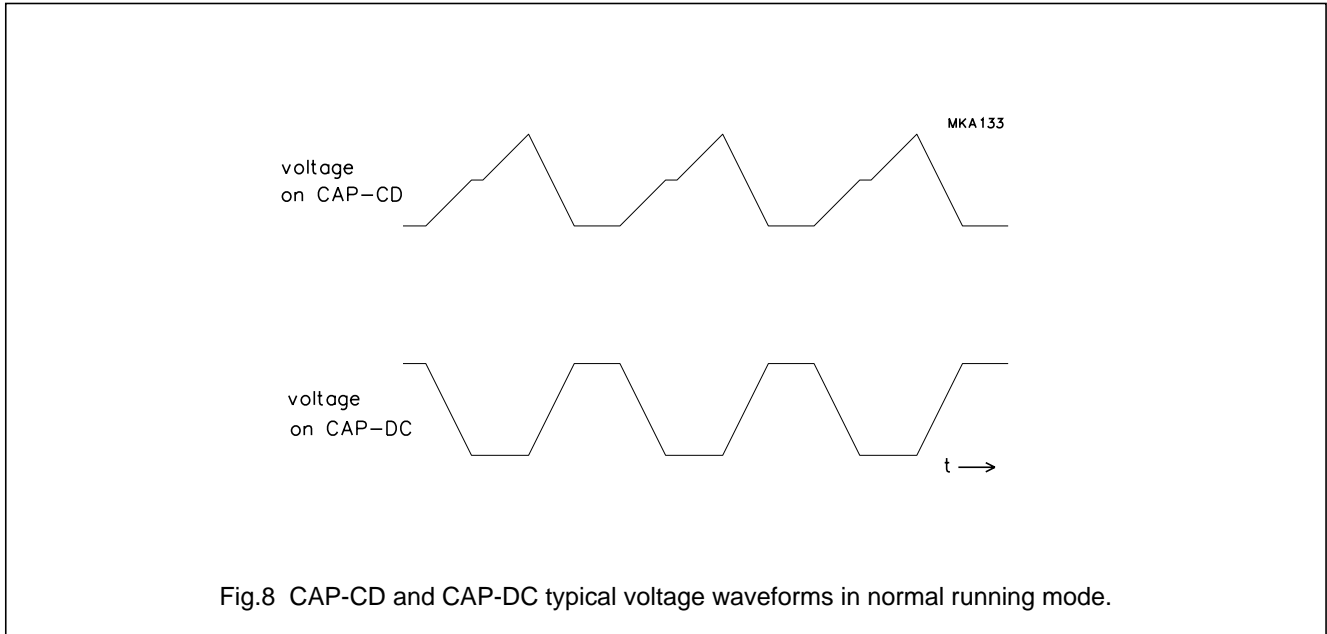 MKA133
voltage
on CAP-CD
voltage
on CAP-DC
t
Fig.8 CAP-CD and CAP-DC typical voltage waveforms in normal running mode.